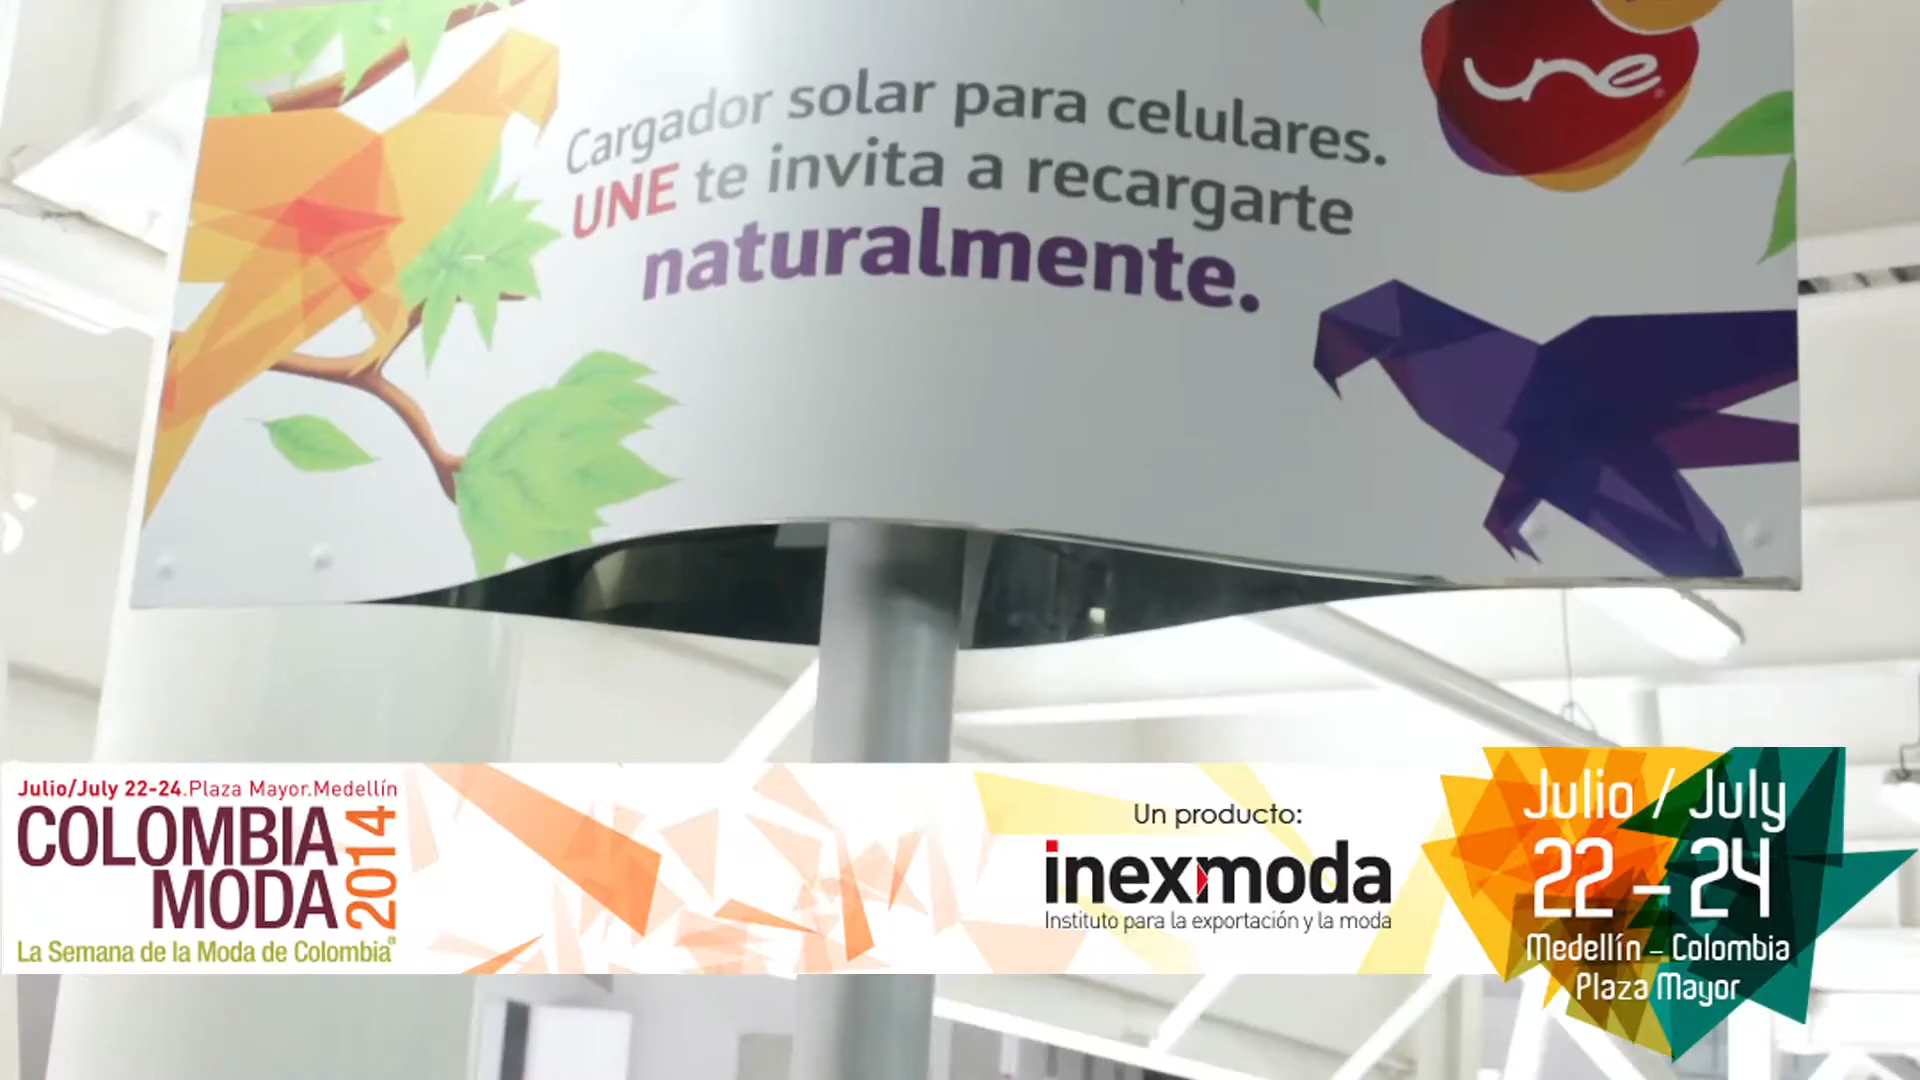 une
Cargador solar para celulares.
UNE te invita a recargarte
naturalmente.
Julio/July 22-24.Plaza Mayor.Medellín
COLOMBIA
MODA
2014
La Semana de la Moda de Colombia®
Un producto:
inexmoda
Instituto para la exportación y la moda
Julio / July
22 - 24
Medellín - Colombia
Plaza Mayor